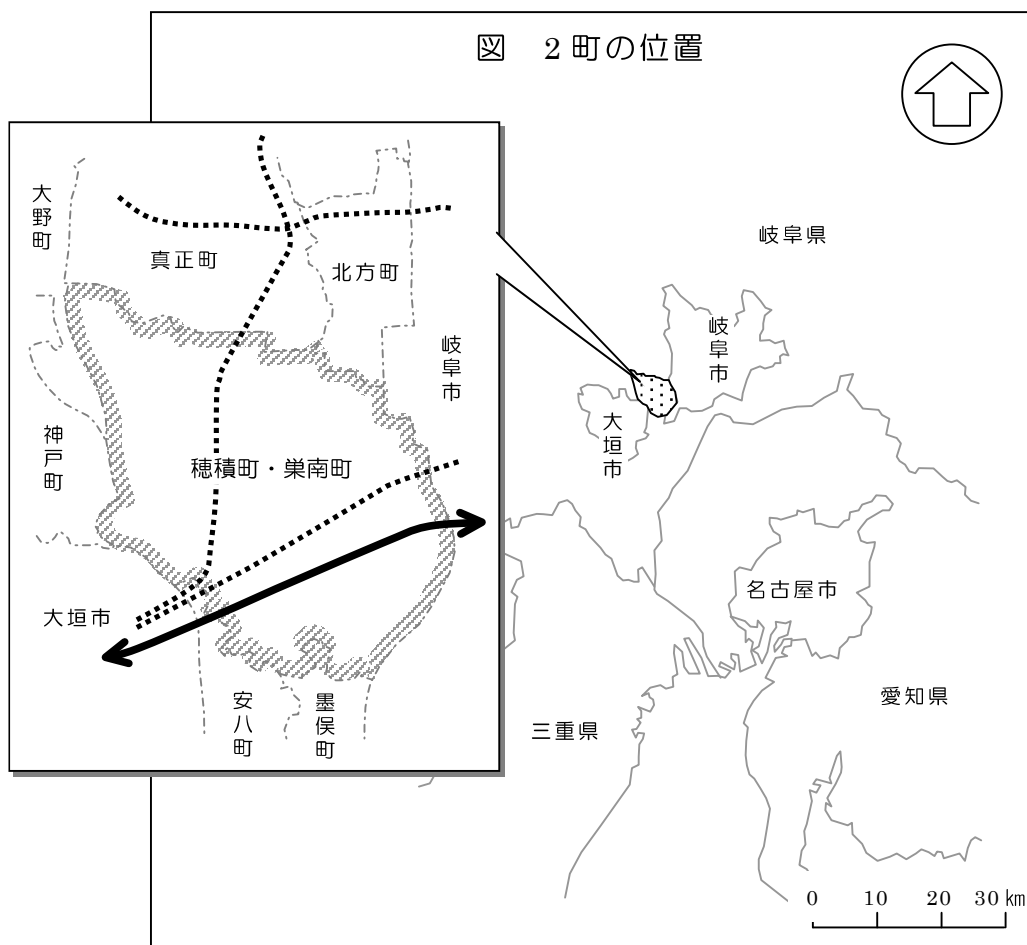 図　2町の位置
大野町
真正町
北方町
岐阜市
神戸町
穂積町・巣南町
大垣市
安八町
墨俣町
岐阜県
岐阜市
大垣市
名古屋市
愛知県
三重県
0 10 20 30 km